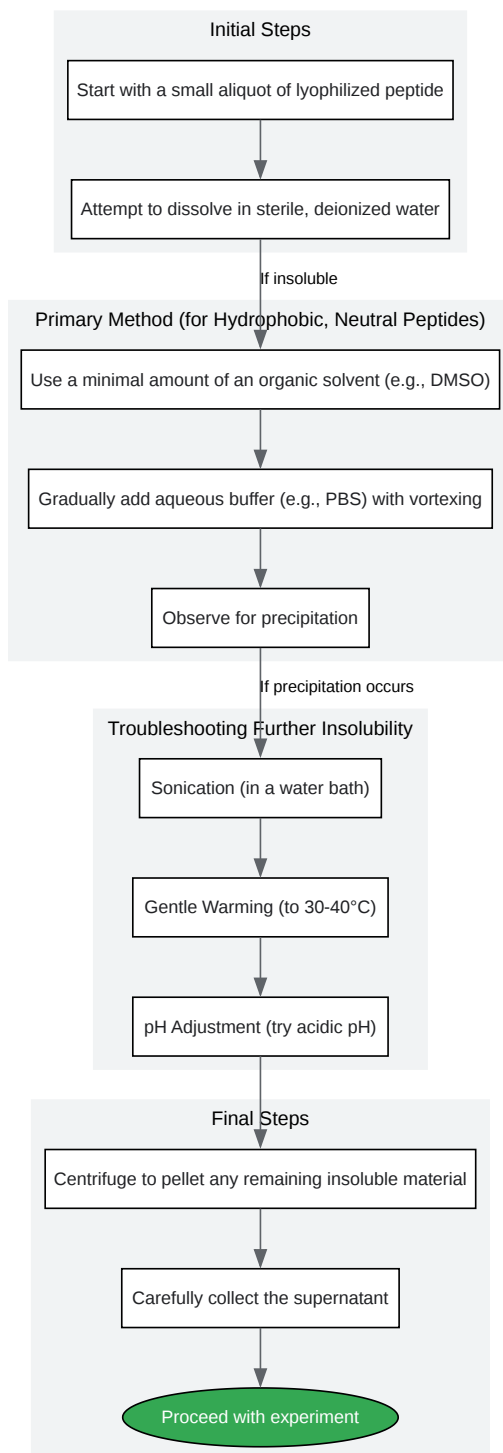 Initial Steps
Start with a small aliquot of lyophilized peptide
Attempt to dissolve in sterile, deionized water
If insoluble
Primary Method (for Hydrophobic, Neutral Peptides)
Use a minimal amount of an organic solvent (e.g., DMSO)
Gradually add aqueous buffer (e.g., PBS) with vortexing
Observe for precipitation
If precipitation occurs
Troubleshooting Further Insolubility
Sonication (in a water bath)
Gentle Warming (to 30-40°C)
pH Adjustment (try acidic pH)
Final Steps
Centrifuge to pellet any remaining insoluble material
Carefully collect the supernatant
Proceed with experiment